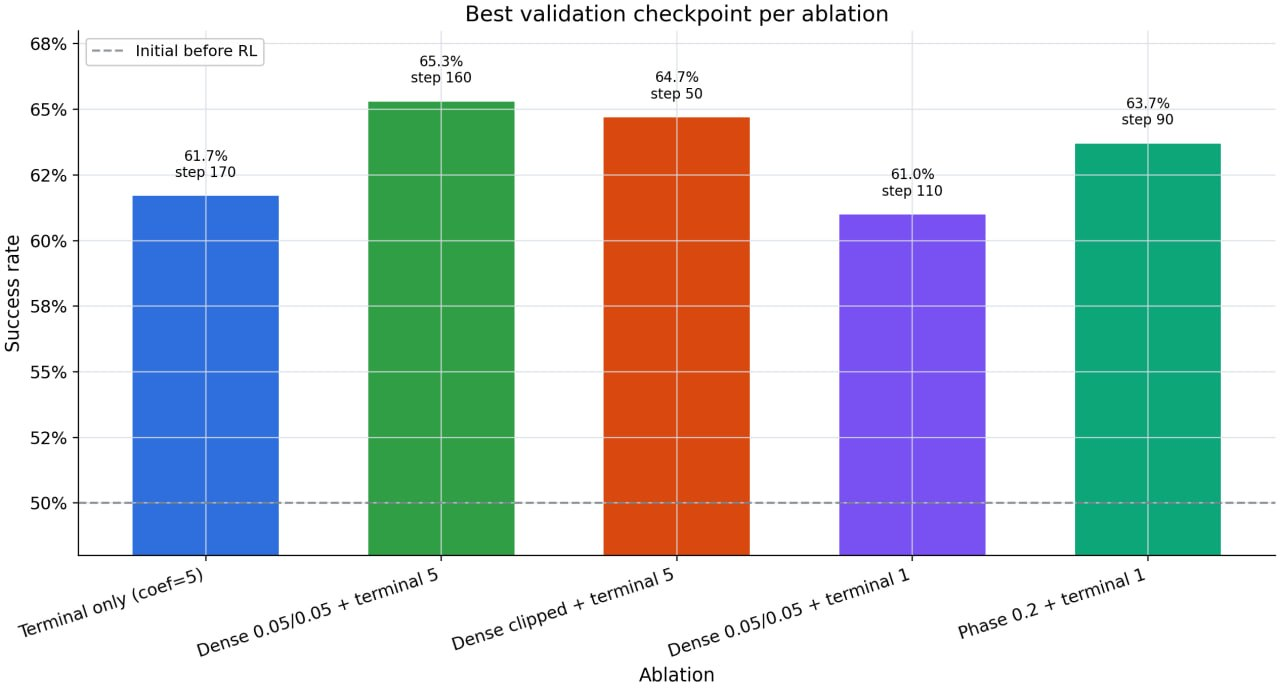 Best validation checkpoint per ablation
Initial before RL
68%
65%
62%
60%
58%
55%
52%
50%
Success rate
61.7%
step 170
65.3%
step 160
64.7%
step 50
61.0%
step 110
63.7%
step 90
Terminal only (coef=5)
Dense 0.05/0.05 + terminal 5
Dense clipped + terminal 5
Dense 0.05/0.05 + terminal 1
Phase 0.2 + terminal 1
Ablation